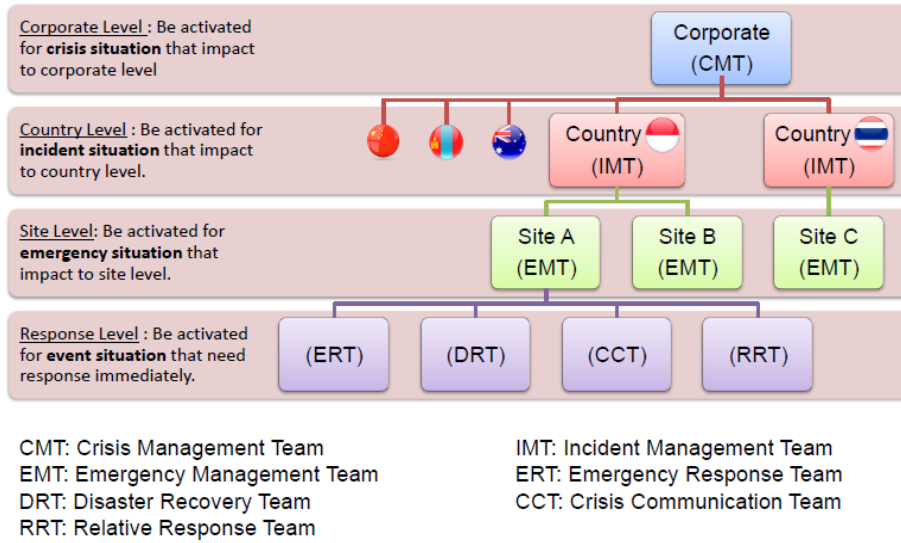 Corporate Level : Be activated
for crisis situation that impact
to corporate level
Corporate
(CMT)
Country Level : Be activated for
incident situation that impact
to country level.
Country
(IMT)
Country
(IMT)
Site Level: Be activated for
emergency situation that
impact to site level.
Site A
(EMT)
Site B
(EMT)
Site C
(EMT)
Response Level : Be activated
for event situation that need
response immediately.
(ERT)
(DRT)
(CCT)
(RRT)
CMT: Crisis Management Team
EMT: Emergency Management Team
DRT: Disaster Recovery Team
RRT: Relative Response Team
IMT: Incident Management Team
ERT: Emergency Response Team
CCT: Crisis Communication Team